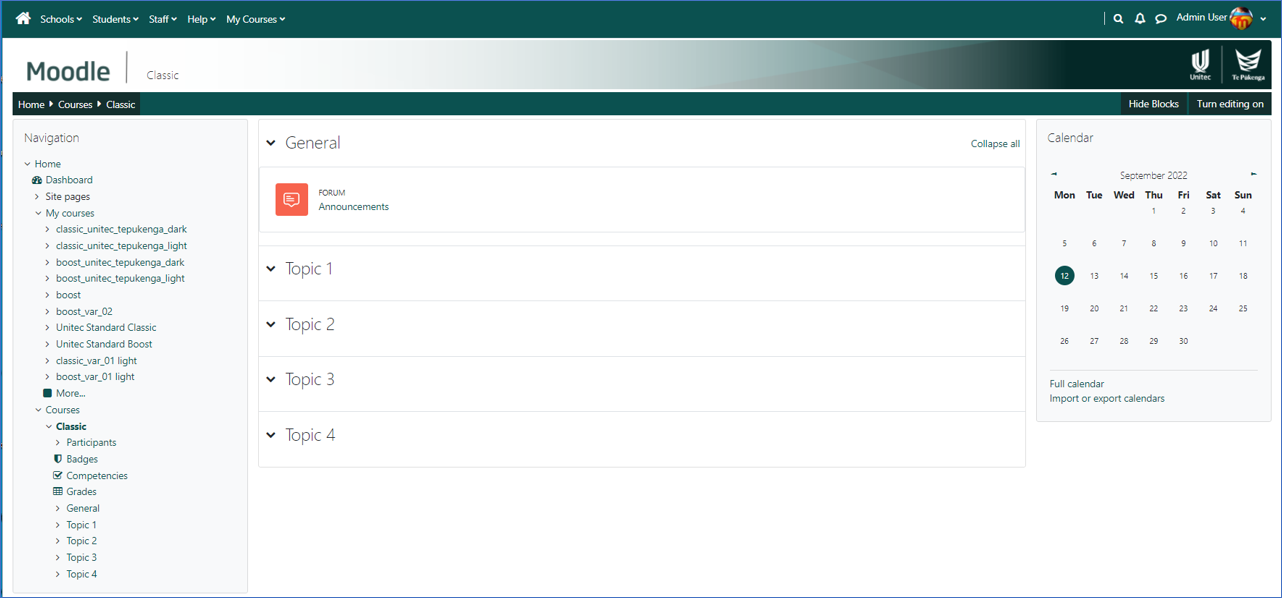 Schools Students Staff Help My Courses Admin User
Moodle Classic Unitec Te Pūkenga
Home Courses Classic Hide Blocks Turn editing on
Navigation
Home
Dashboard
Site pages
My courses
classic_unitec_tepukenga_dark
classic_unitec_tepukenga_light
boost_unitec_tepukenga_dark
boost_unitec_tepukenga_light
boost
boost_var_02
Unitec Standard Classic
Unitec Standard Boost
classic_var_01 light
boost_var_01 light
More...
Courses
Classic
Participants
Badges
Competencies
Grades
General
Topic 1
Topic 2
Topic 3
Topic 4
General Collapse all
FORUM
Announcements
Topic 1
Topic 2
Topic 3
Topic 4
Calendar
September 2022
Mon Tue Wed Thu Fri Sat Sun
1 2 3 4
5 6 7 8 9 10 11
12 13 14 15 16 17 18
19 20 21 22 23 24 25
26 27 28 29 30
Full calendar
Import or export calendars